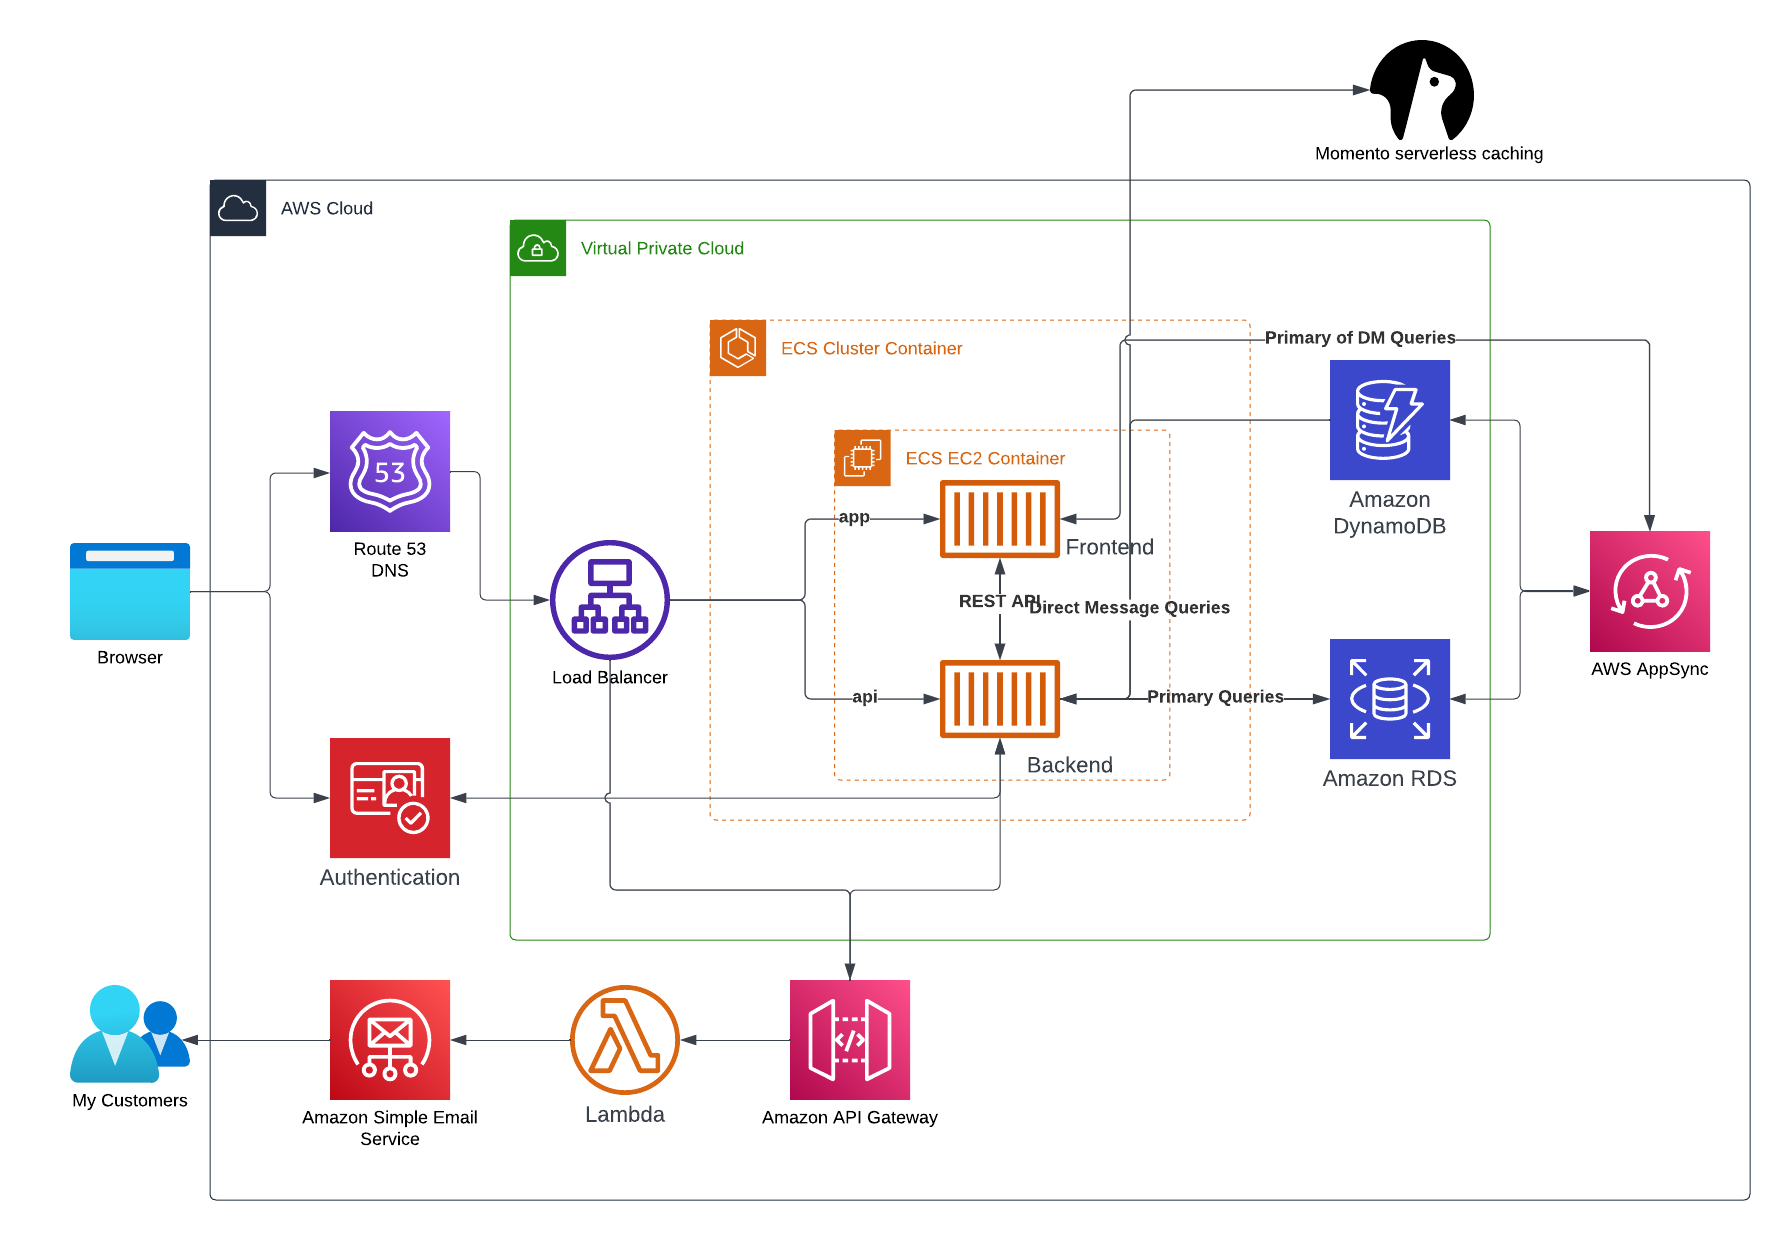 Momento serverless caching
AWS Cloud
Virtual Private Cloud
ECS Cluster Container
Primary of DM Queries
ECS EC2 Container
53
Route 53
DNS
app
Frontend
Amazon
DynamoDB
REST API
Direct Message Queries
Browser
Load Balancer
api
Primary Queries
AWS AppSync
Backend
Amazon RDS
Authentication
My Customers
Amazon Simple Email
Service
Lambda
</>
Amazon API Gateway